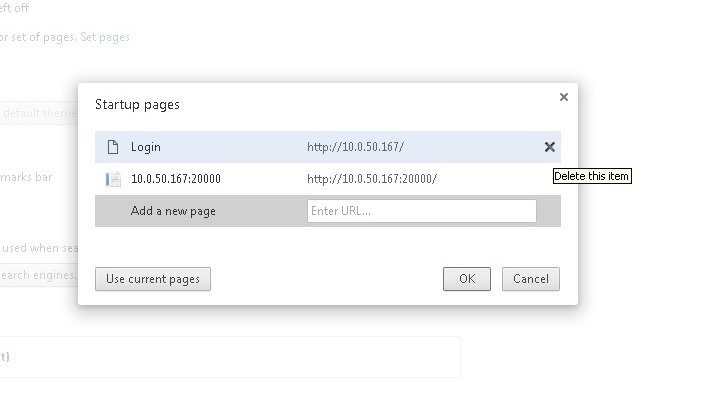 eft off
or set of pages. Set pages
Startup pages
default theme
Login http://10.0.50.167/
Delete this item
marks bar
10.0.50.167:20000 http://10.0.50.167:20000/
Add a new page Enter URL...
used when sea
earch engines.
Use current pages OK Cancel
t)